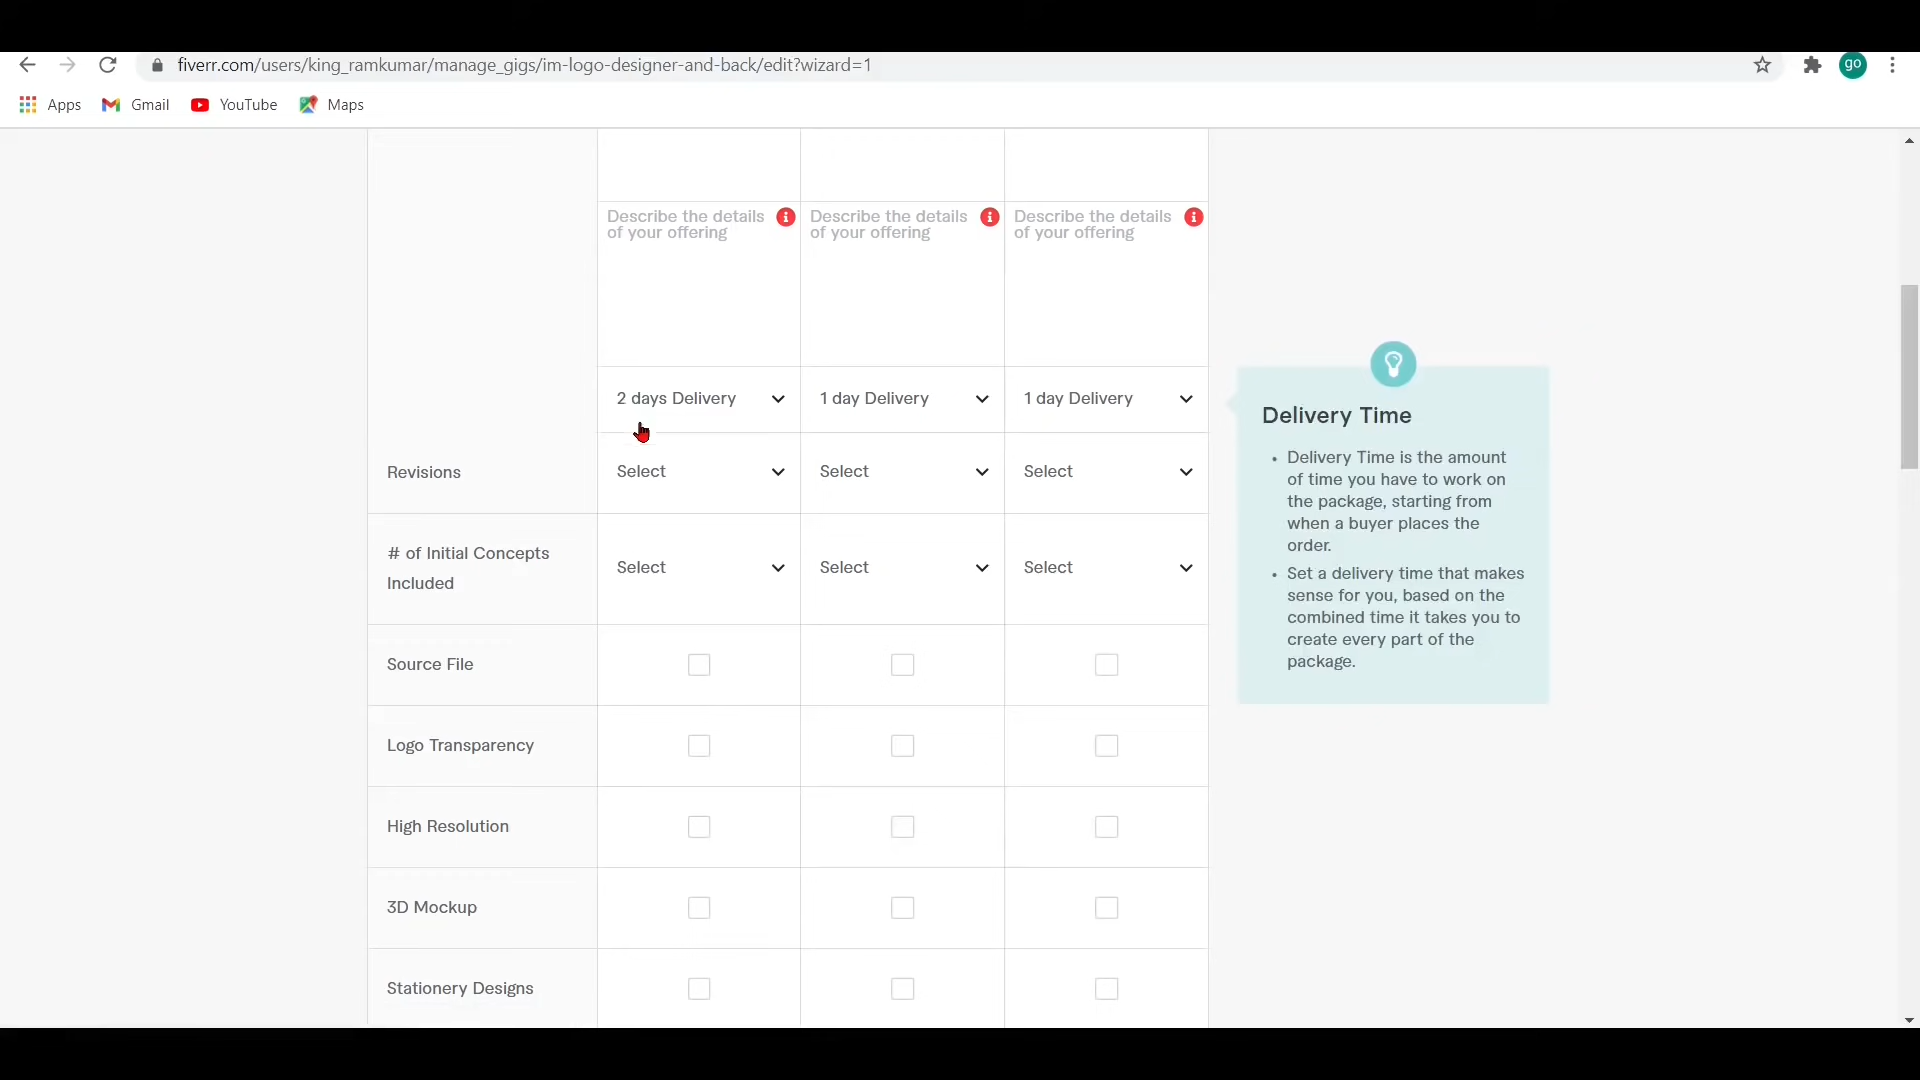 fiverr.com/users/king_ramkumar/manage_gigs/im-logo-designer-and-back/edit?wizard=1
go
Apps Gmail YouTube Maps
Describe the details Describe the details Describe the details
of your offering of your offering of your offering
2 days Delivery 1 day Delivery 1 day Delivery
Revisions Select Select Select
# of Initial Concepts
Included
Select Select Select
Source File
Logo Transparency
High Resolution
3D Mockup
Stationery Designs
Delivery Time
• Delivery Time is the amount
of time you have to work on
the package, starting from
when a buyer places the
order.
• Set a delivery time that makes
sense for you, based on the
combined time it takes you to
create every part of the
package.